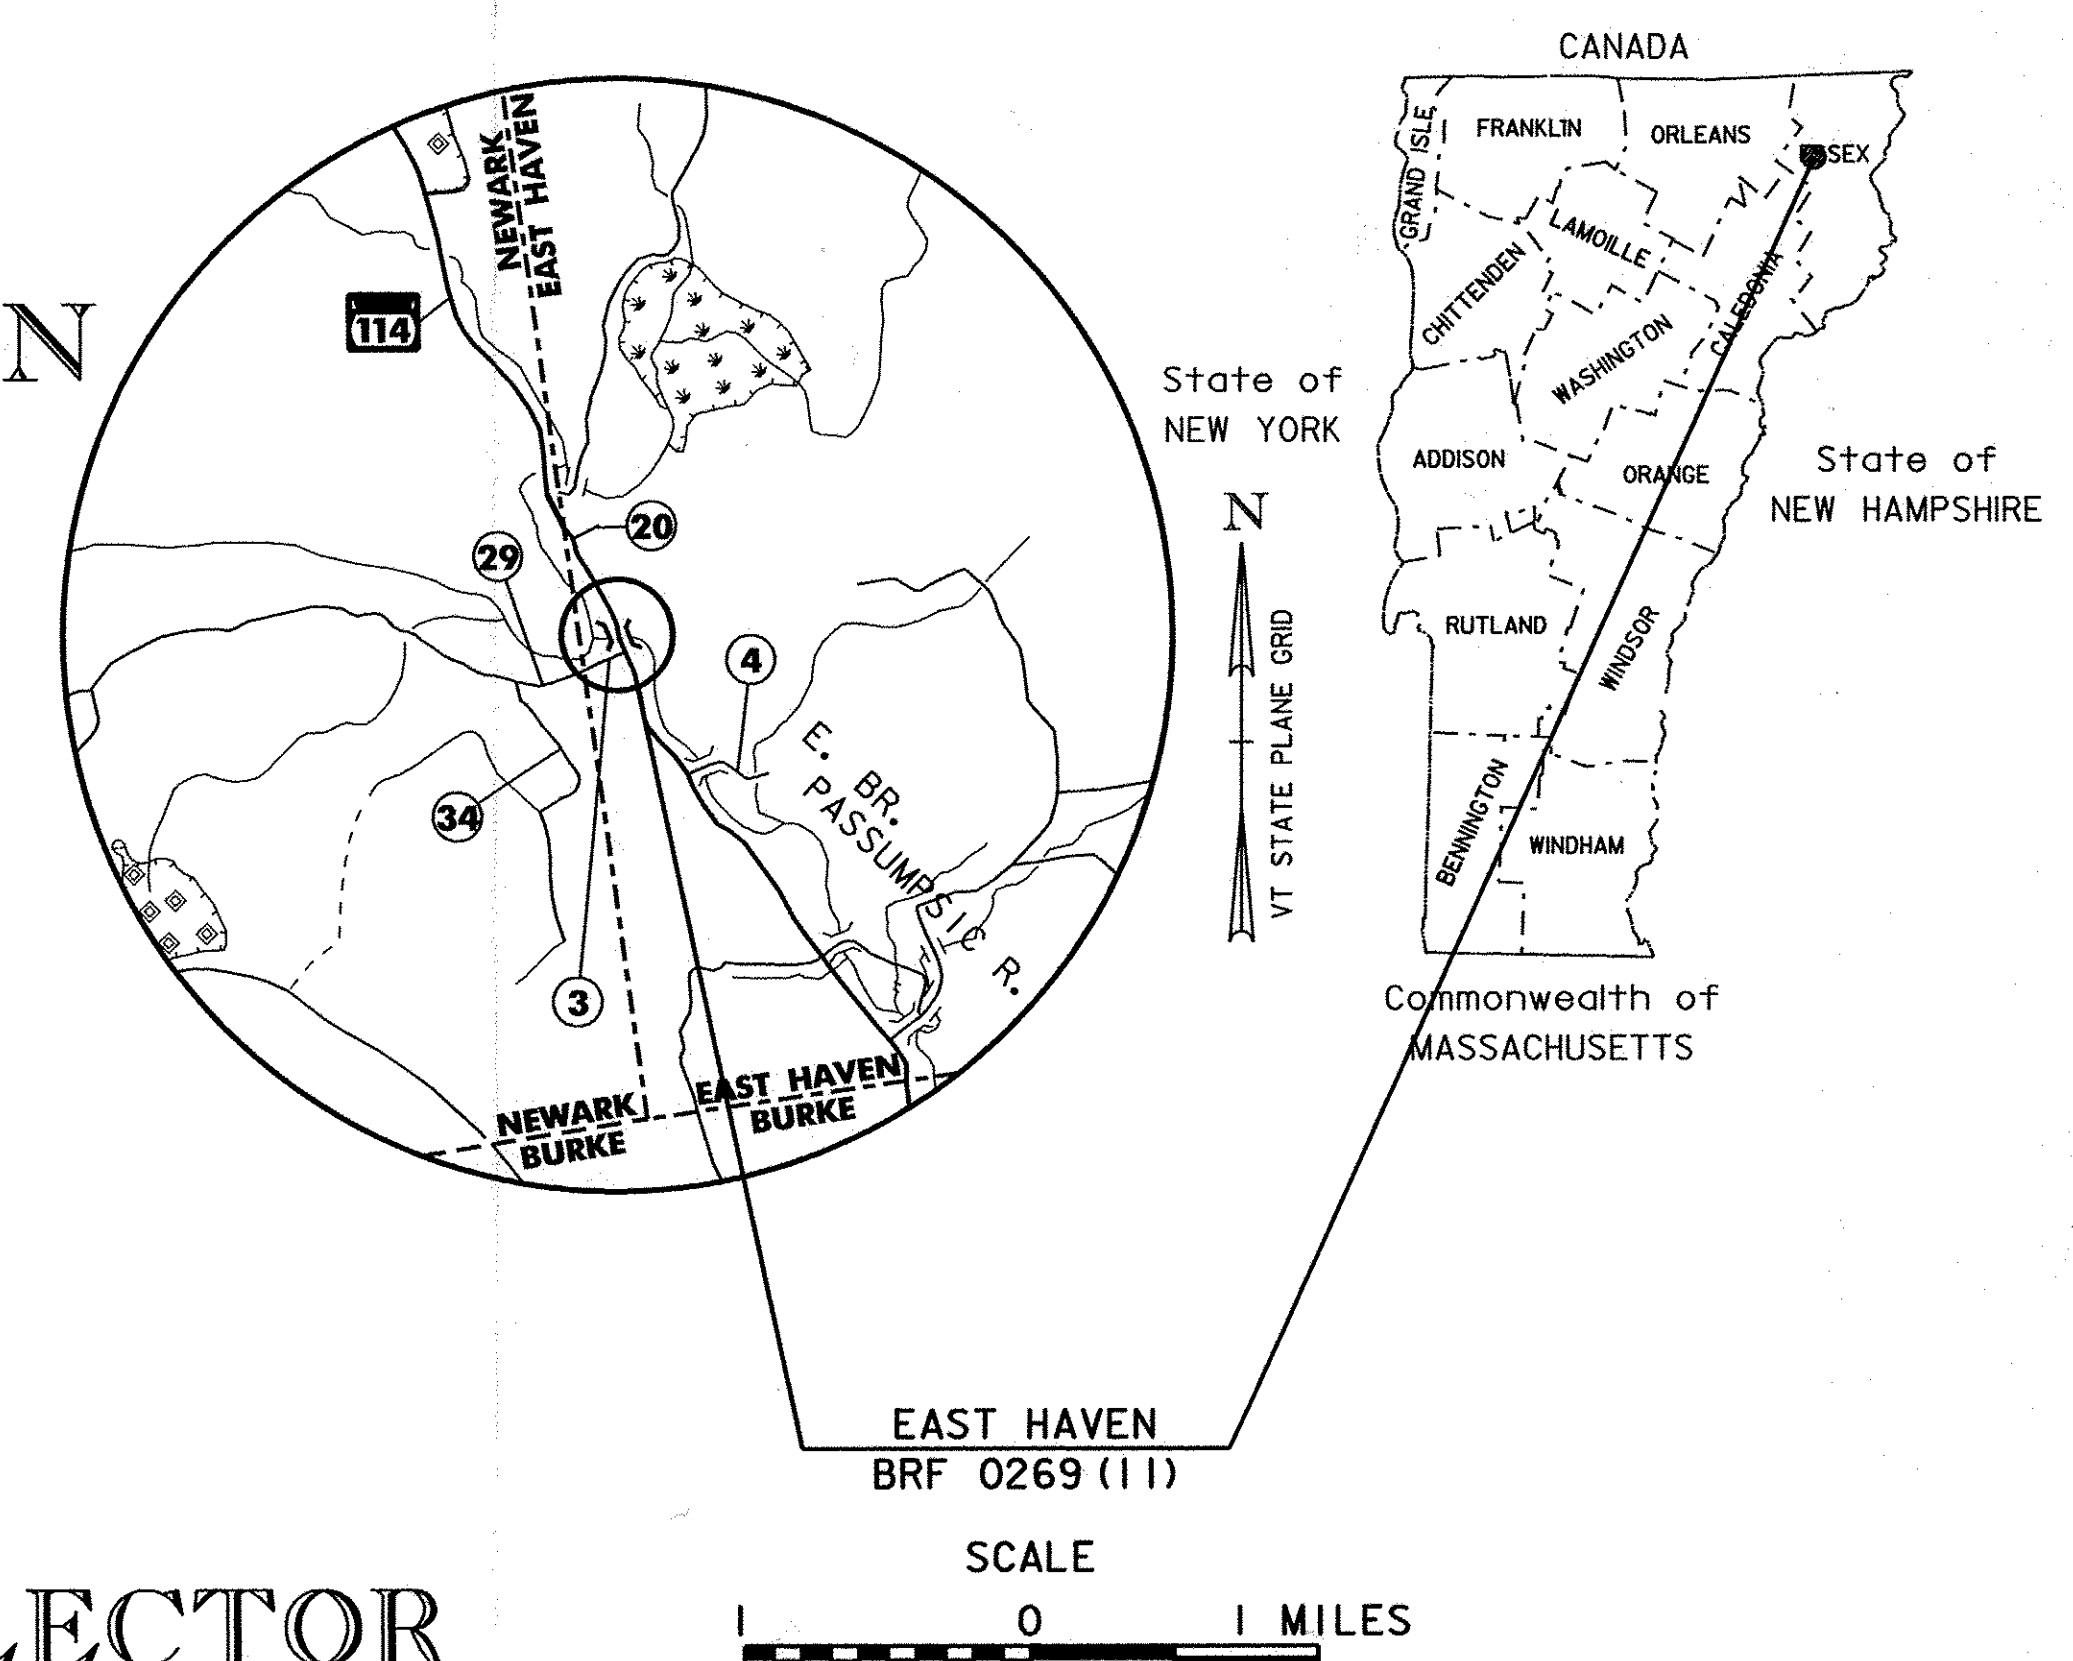 N
NEWARK
EAST HAVEN
114
20
29
4
34
3
E. BR.
PASSUMPSIC R.
EAST HAVEN
BURKE
NEWARK
BURKE
CANADA
FRANKLIN
ORLEANS
GRAND ISLE
LAMOILLE
CHITTENDEN
CALEDONIA
WASHINGTON
State of
NEW YORK
ADDISON
ORANGE
State of
NEW HAMPSHIRE
N
VT STATE PLANE GRID
RUTLAND
WINDSOR
BENNINGTON
WINDHAM
Commonwealth of
MASSACHUSETTS
EAST HAVEN
BRF 0269 (11)
SCALE
1 0 1 MILES